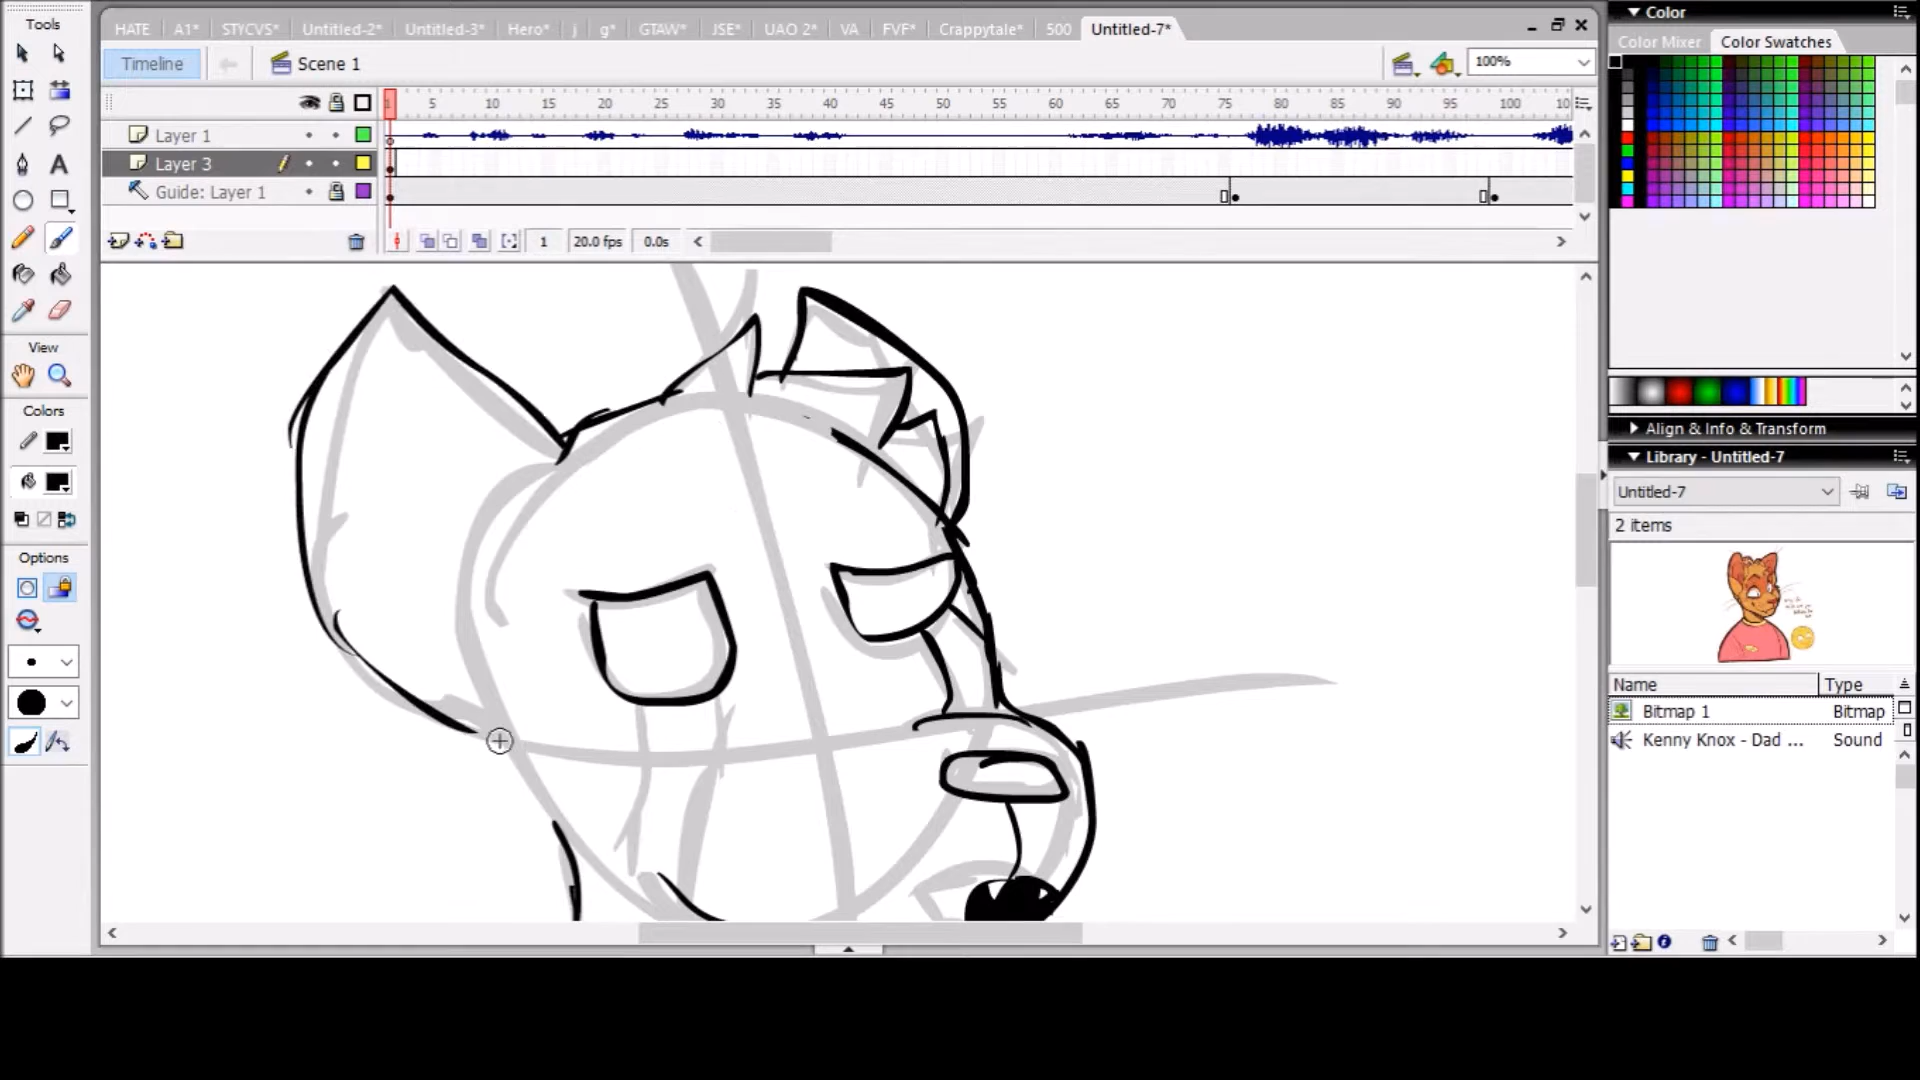 Tools
HATE A1* STYCVS* Untitled-2* Untitled-3* Hero* j g* GTAW* JSE* UAO 2* VA FVF* Crappytale* 500 Untitled-7*
Timeline Scene 1 100%
1 5 10 15 20 25 30 35 40 45 50 55 60 65 70 75 80 85 90 95 100 10
Layer 1
Layer 3
Guide: Layer 1
1 20.0 fps 0.0s
View
Colors
Options
Color
Color Mixer Color Swatches
Align & Info & Transform
Library - Untitled-7
Untitled-7
2 items
Name Type
Bitmap 1 Bitmap
Kenny Knox - Dad ... Sound